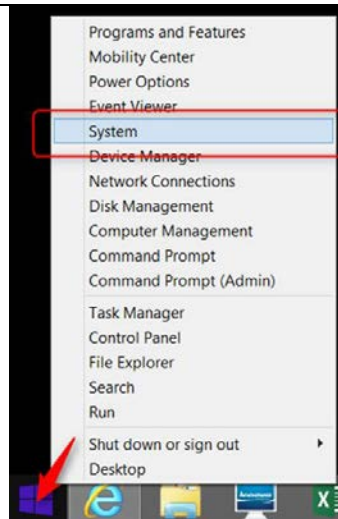 Programs and Features
Mobility Center
Power Options
Event Viewer
System
Device Manager
Network Connections
Disk Management
Computer Management
Command Prompt
Command Prompt (Admin)
Task Manager
Control Panel
File Explorer
Search
Run
Shut down or sign out
Desktop